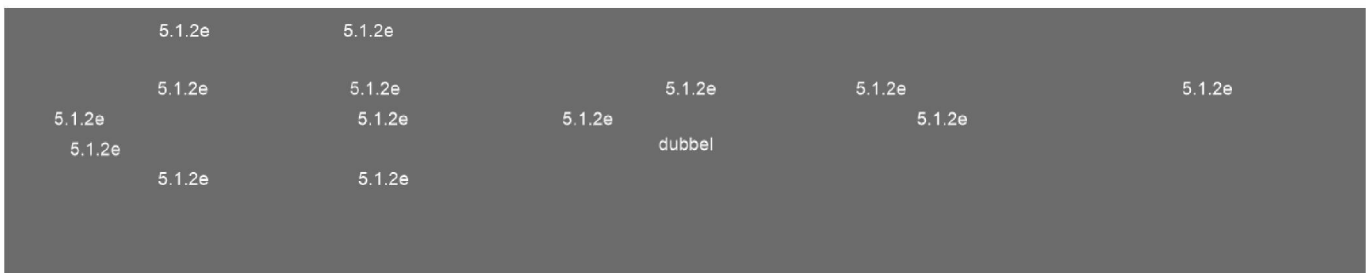 5.1.2e 5.1.2e
5.1.2e 5.1.2e 5.1.2e 5.1.2e 5.1.2e
5.1.2e 5.1.2e 5.1.2e 5.1.2e
5.1.2e dubbel
5.1.2e 5.1.2e